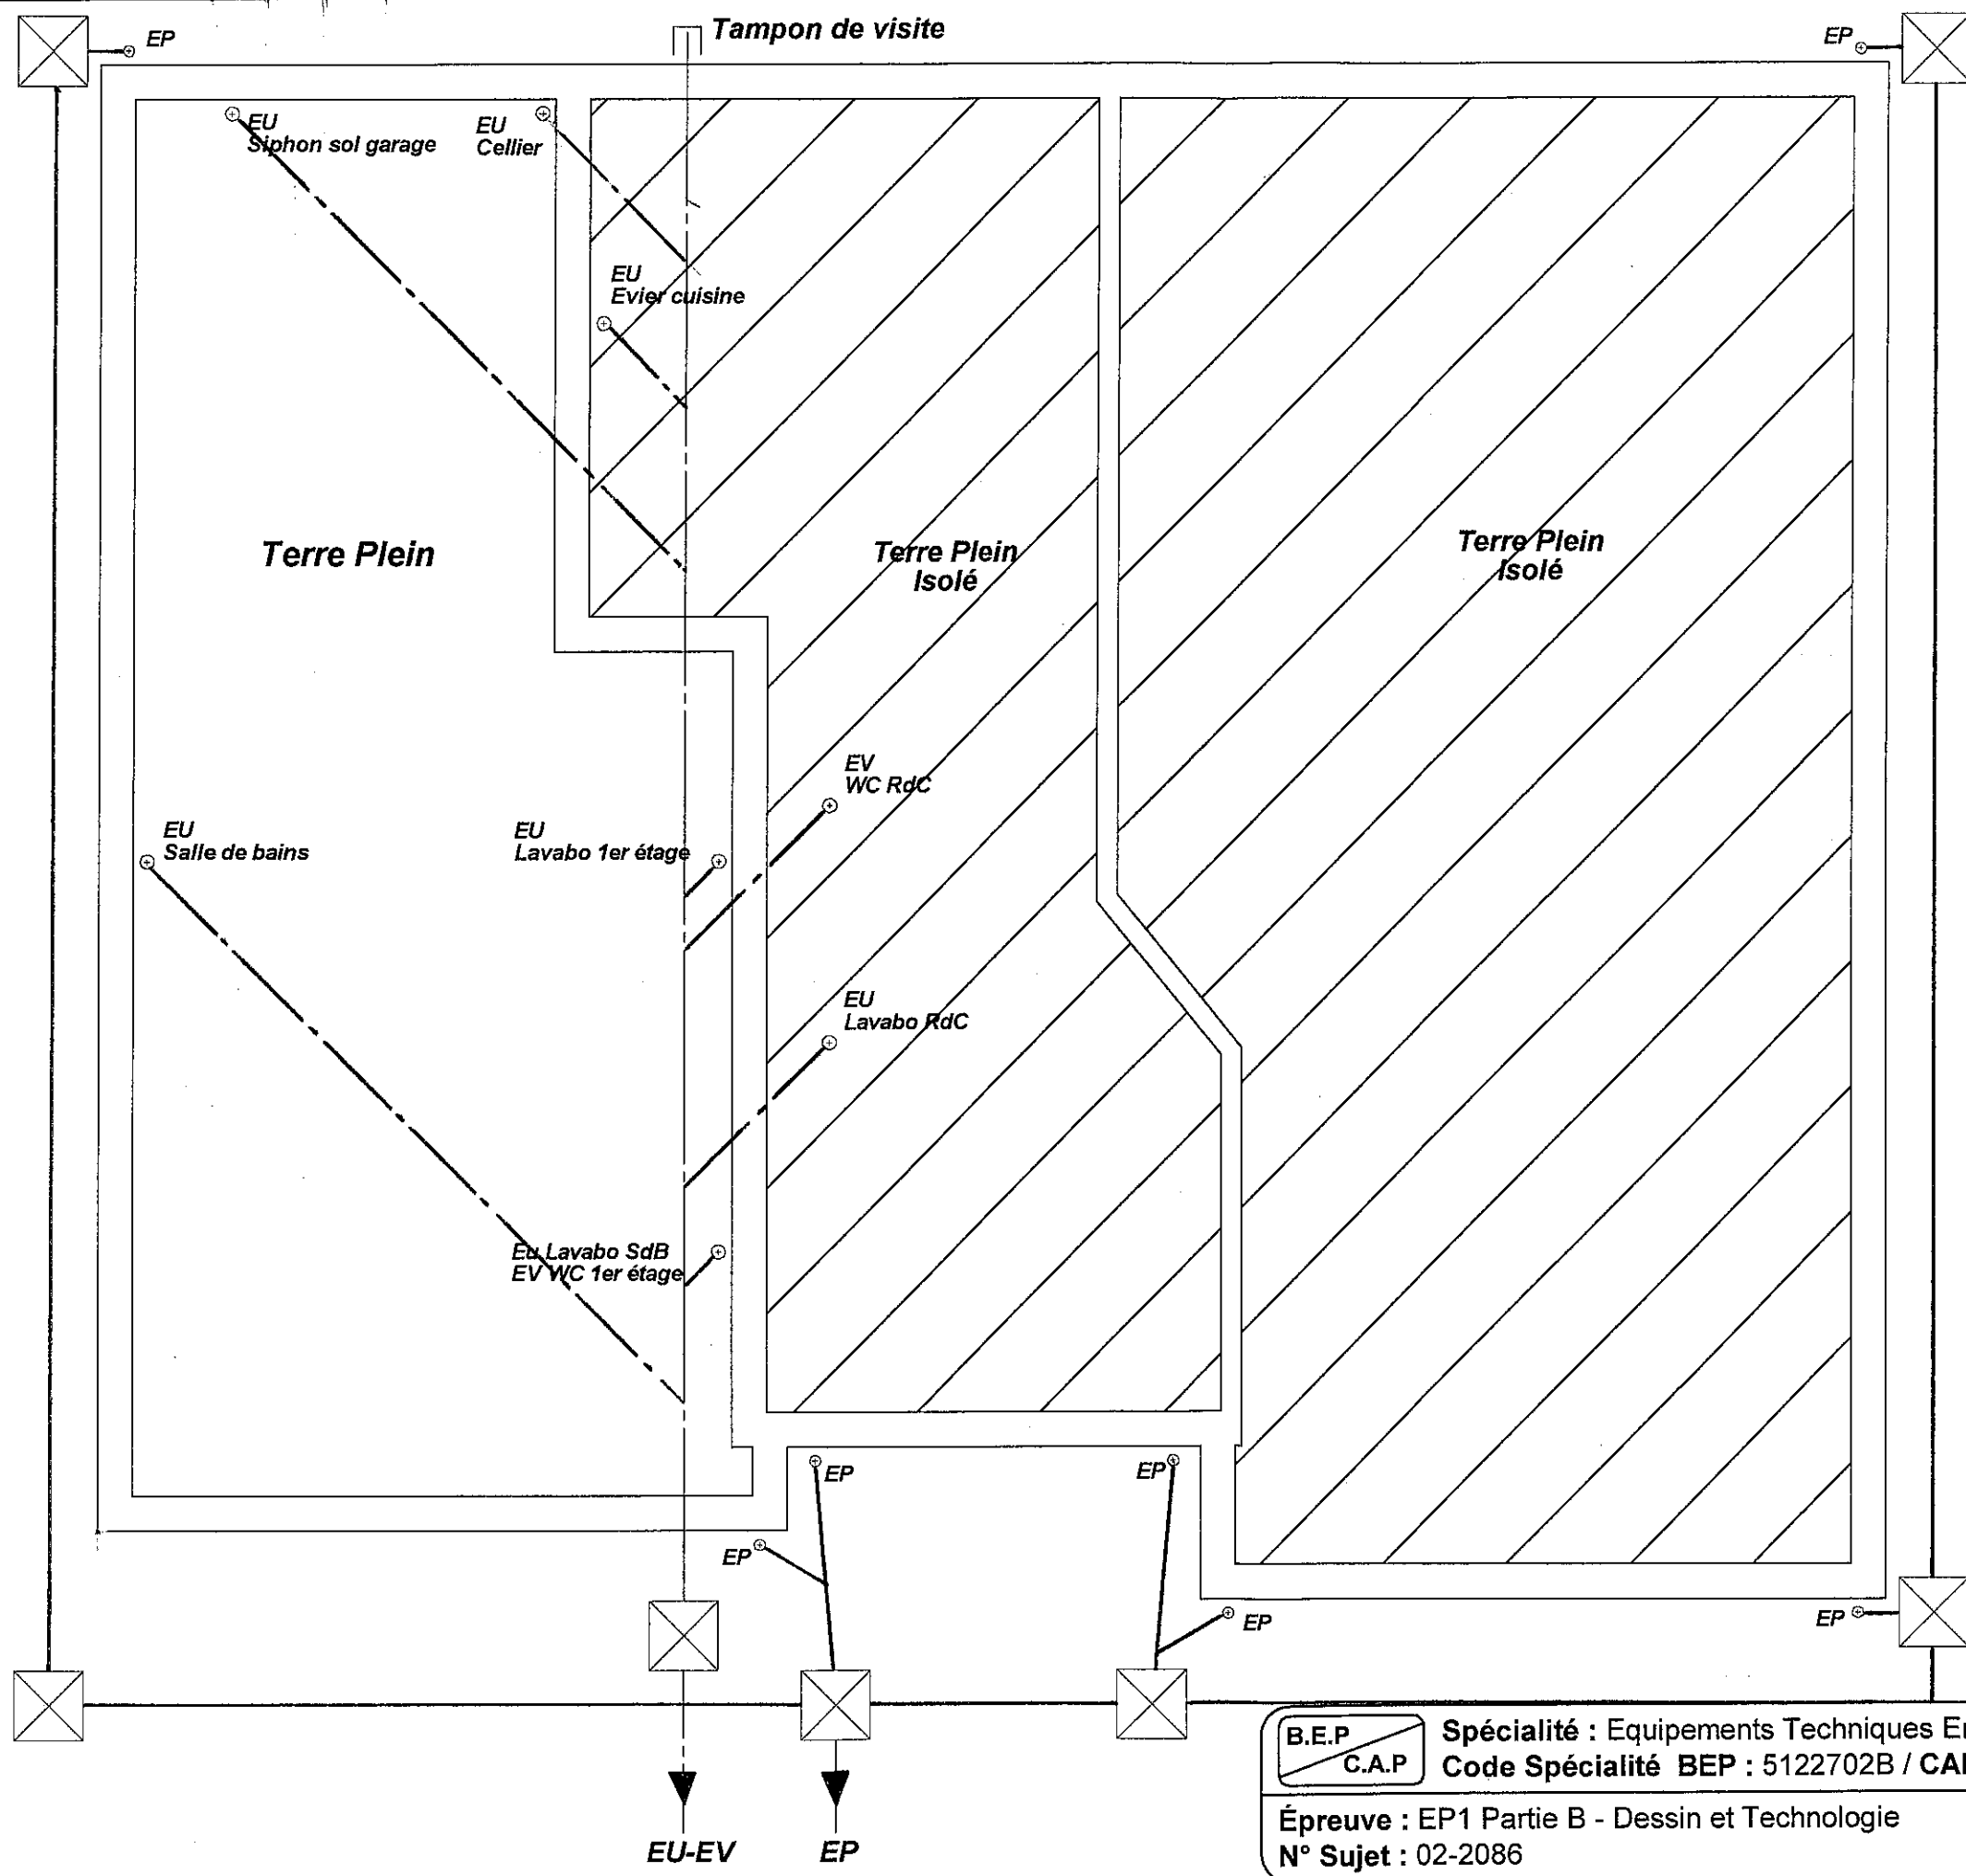 EP
Tampon de visite
EP
EU
Siphon sol garage
EU
Cellier
EU
Evier cuisine
Terre Plein
Terre Plein
Isolé
Terre Plein
Isolé
EV
WC RdC
EU
Salle de bains
EU
Lavabo 1er étage
EU
Lavabo RdC
Eu Lavabo SdB
EV WC 1er étage
EP
EP
EP
EP
EP
B.E.P
C.A.P
Spécialité : Equipements Techniques En
Code Spécialité BEP : 5122702B / CAP
Épreuve : EP1 Partie B - Dessin et Technologie
N° Sujet : 02-2086
EU-EV
EP